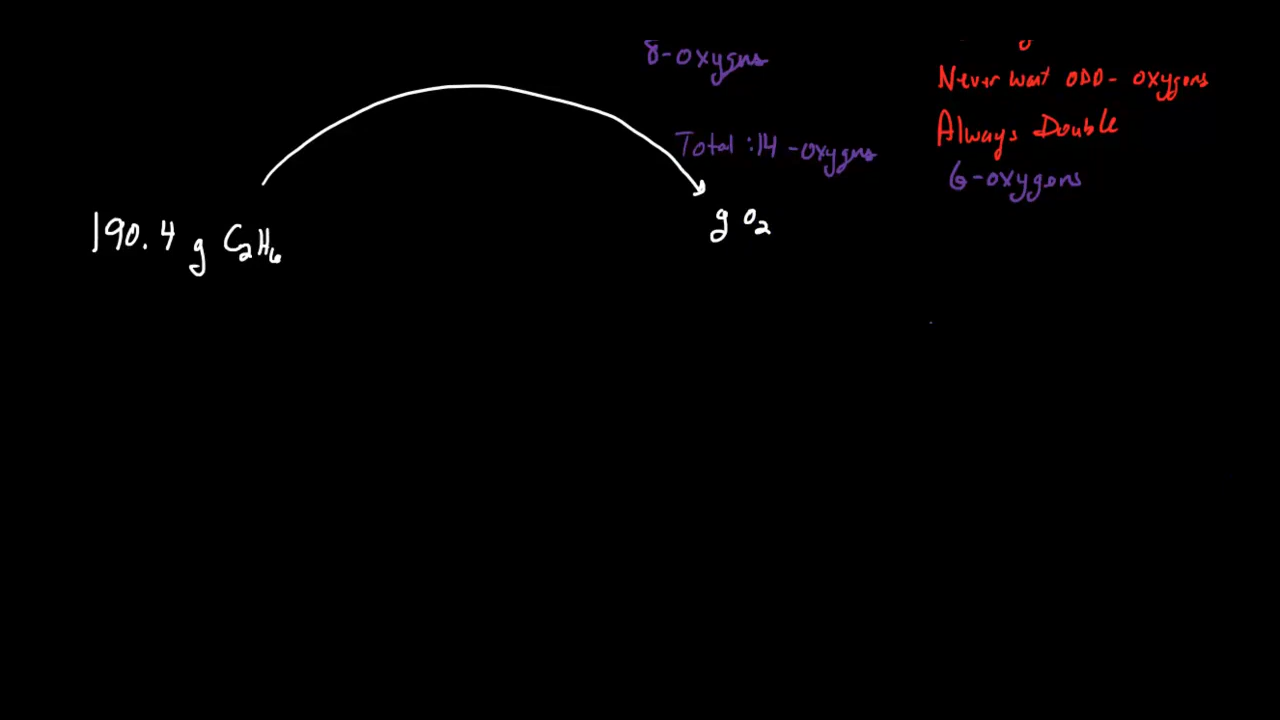 8-oxygens
Never want ODD- oxygens
Always Double
Total :14 -oxygens
6-oxygens
190.4 g C₂H₆
g O₂